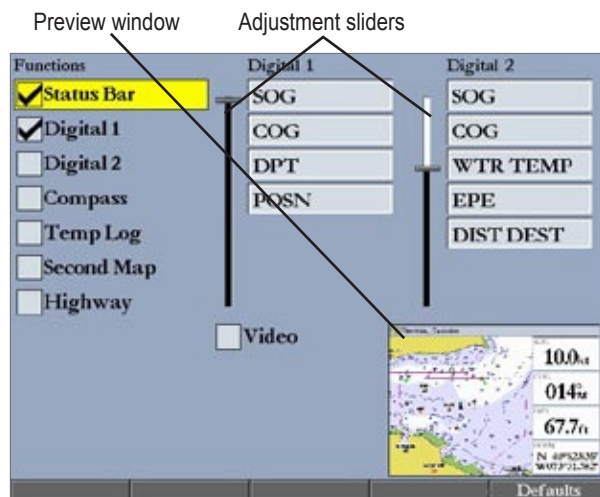 Preview window
Adjustment sliders
Functions
Digital 1
Digital 2
Status Bar
Digital 1
Digital 2
Compass
Temp Log
Second Map
Highway
SOG
COG
DPT
POSN
SOG
COG
WTR TEMP
EPE
DIST DEST
Video
10.0
014°
67.7
Defaults